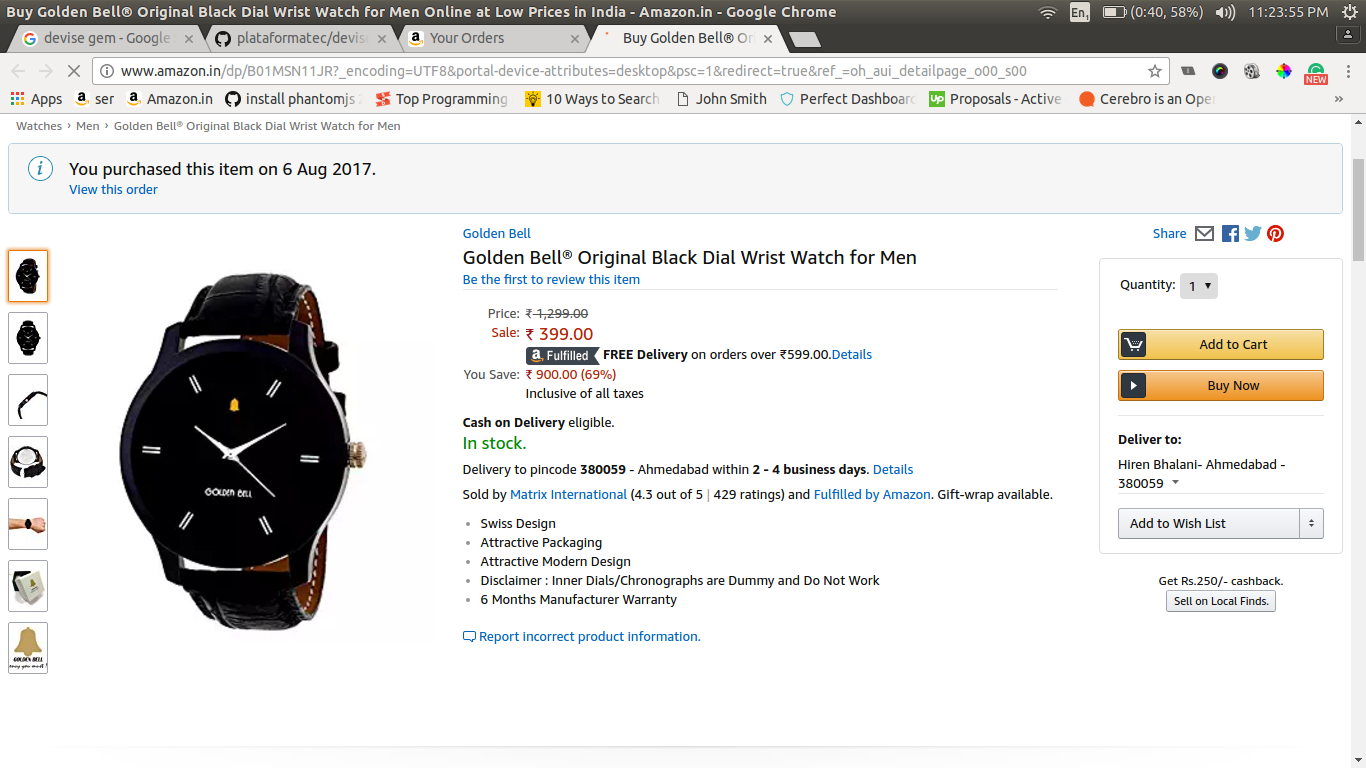 Buy Golden Bell® Original Black Dial Wrist Watch for Men Online at Low Prices in India - Amazon.in - Google Chrome
En1 (0:40, 58%) 11:23:55 PM
devise gem - Google
plataformatec/devise
Your Orders
Buy Golden Bell® Or
www.amazon.in/dp/B01MSN11JR?_encoding=UTF8&portal-device-attributes=desktop&psc=1&redirect=true&ref_=oh_aui_detailpage_o00_s00
NEW
Apps
ser
Amazon.in
install phantomjs
Top Programming
10 Ways to Search
John Smith
Perfect Dashboard
Up Proposals - Active
Cerebro is an Ope
»
Watches › Men › Golden Bell® Original Black Dial Wrist Watch for Men
i
You purchased this item on 6 Aug 2017.
View this order
GOLDEN BELL
GOLDEN BELL
Golden Bell
Golden Bell® Original Black Dial Wrist Watch for Men
Be the first to review this item
Price: ₹ 1,299.00
Sale: ₹ 399.00
a Fulfilled FREE Delivery on orders over ₹599.00.Details
You Save: ₹ 900.00 (69%)
Inclusive of all taxes
Cash on Delivery eligible.
In stock.
Delivery to pincode 380059 - Ahmedabad within 2 - 4 business days. Details
Sold by Matrix International (4.3 out of 5 | 429 ratings) and Fulfilled by Amazon. Gift-wrap available.
Swiss Design
Attractive Packaging
Attractive Modern Design
Disclaimer : Inner Dials/Chronographs are Dummy and Do Not Work
6 Months Manufacturer Warranty
Report incorrect product information.
Share
Quantity: 1
Add to Cart
Buy Now
Deliver to:
Hiren Bhalani- Ahmedabad -
380059
Add to Wish List
Get Rs.250/- cashback.
Sell on Local Finds.